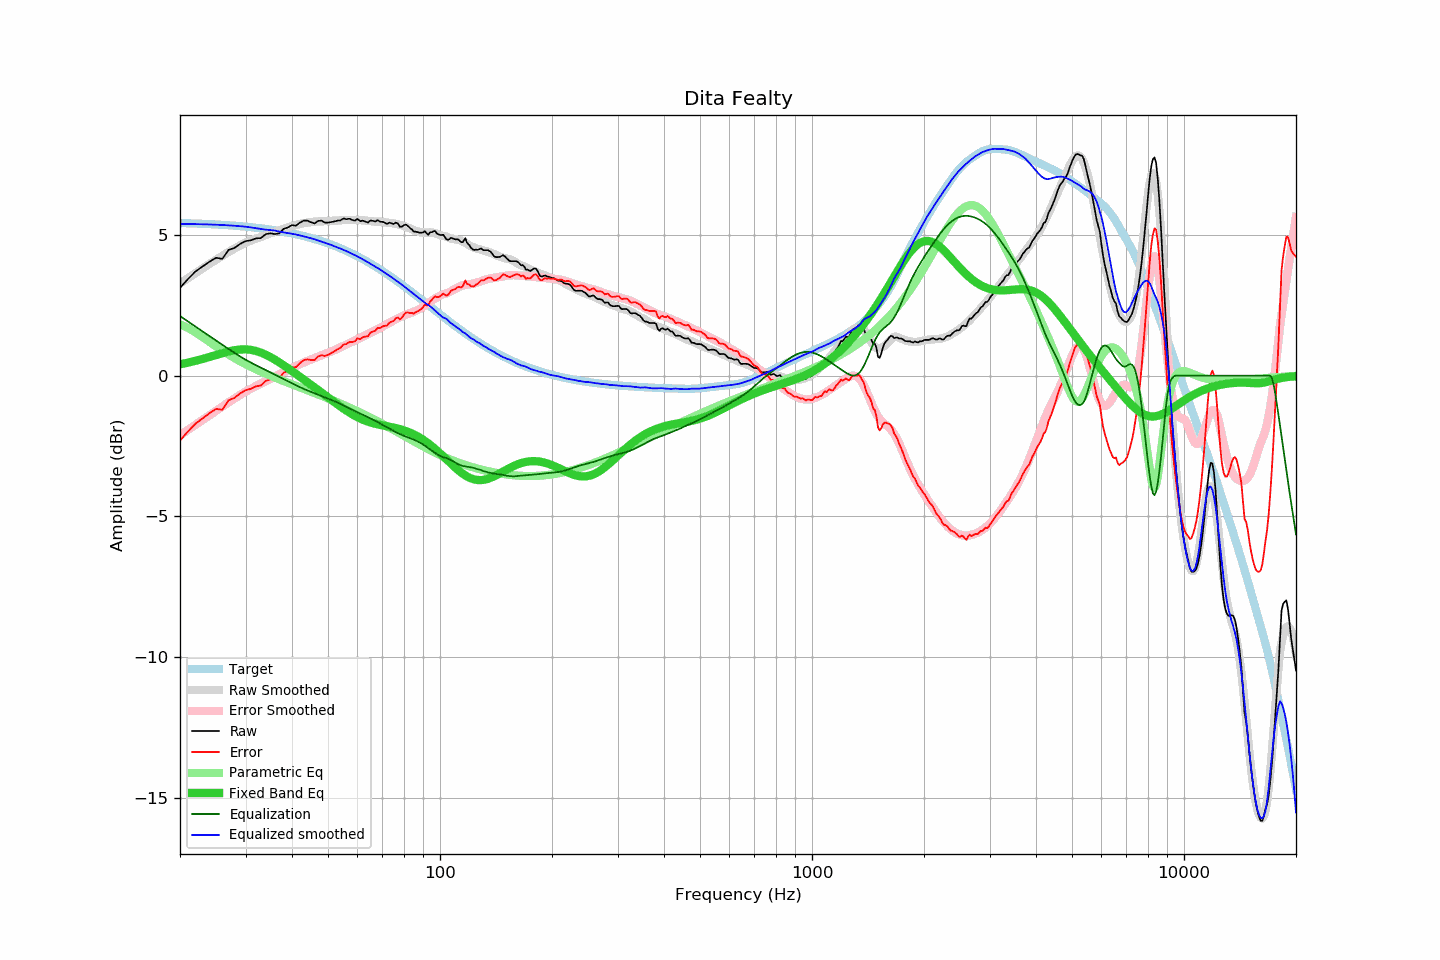 Dita Fealty
Amplitude (dBr)
5
0
−5
−10
−15
Target
Raw Smoothed
Error Smoothed
Raw
Error
Parametric Eq
Fixed Band Eq
Equalization
Equalized smoothed
100
1000
10000
Frequency (Hz)